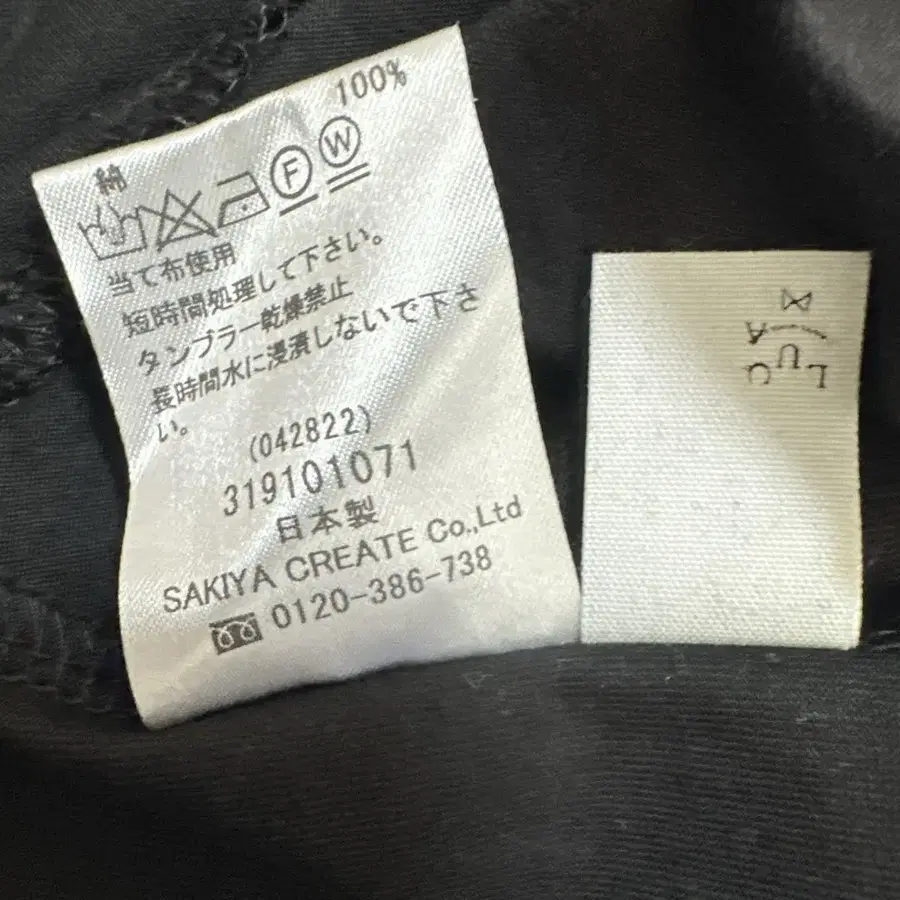 綿 100%
F W
当て布使用
短時間処理して下さい。
タンブラー乾燥禁止
長時間水に浸漬しないで下さ
い。
(042822)
319101071
日本製
SAKIYA CREATE Co.,Ltd
0120-386-738
LUCA